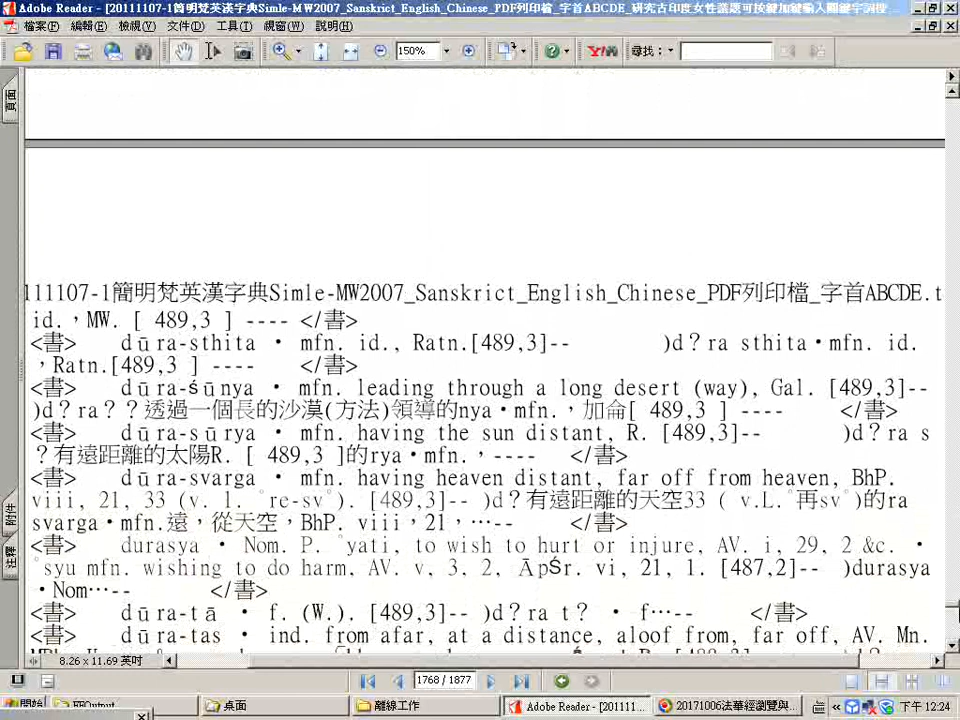 Adobe Reader - [20111107-1簡明梵英漢字典Simle-MW2007_Sanskrict_English_Chinese_PDF列印檔_字首ABCDE_研究古印度女性議題可按鍵加鍵輸入關鍵字詞搜
檔案(F) 編輯(E) 檢視(V) 文件(D) 工具(T) 視窗(W) 說明(H)
150% Y! 尋找：
頁面
111107-1簡明梵英漢字典Simle-MW2007_Sanskrict_English_Chinese_PDF列印檔_字首ABCDE.t
id.，MW. [ 489,3 ] ---- </書>
<書> dūra-sthita • mfn. id., Ratn.[489,3]-- )d？ra sthita•mfn. id.
，Ratn.[489,3 ] ---- </書>
<書> dūra-śūnya • mfn. leading through a long desert (way), Gal. [489,3]--
)d？ra？？透過一個長的沙漠(方法)領導的nya•mfn.，加侖[ 489,3 ] ---- </書>
<書> dūra-sūrya • mfn. having the sun distant, R. [489,3]-- )d？ra s
？有遠距離的太陽R. [ 489,3 ]的rya•mfn.，---- </書>
<書> dūra-svarga • mfn. having heaven distant, far off from heaven, BhP.
viii, 21, 33 (v. l. °re-sv°). [489,3]-- )d？有遠距離的天空33 ( v.L.°再sv°)的ra
svarga•mfn.遠，從天空，BhP. viii，21，…-- </書>
<書> durasya • Nom. P. °yati, to wish to hurt or injure, AV. i, 29, 2 &c. •
°syu mfn. wishing to do harm, AV. v, 3, 2, ĀpŚr. vi, 21, 1. [487,2]-- )durasya
•Nom…-- </書>
<書> dūra-tā • f. (W.). [489,3]-- )d？ra t？ • f…-- </書>
<書> dūra-tas • ind. from afar, at a distance, aloof from, far off, AV. Mn.
附件
註釋
8.26 x 11.69 英吋
1768 / 1877
開始 EFOutput 桌面 離線工作 Adobe Reader - [201111... 20171006法華經瀏覽與... 下午 12:24